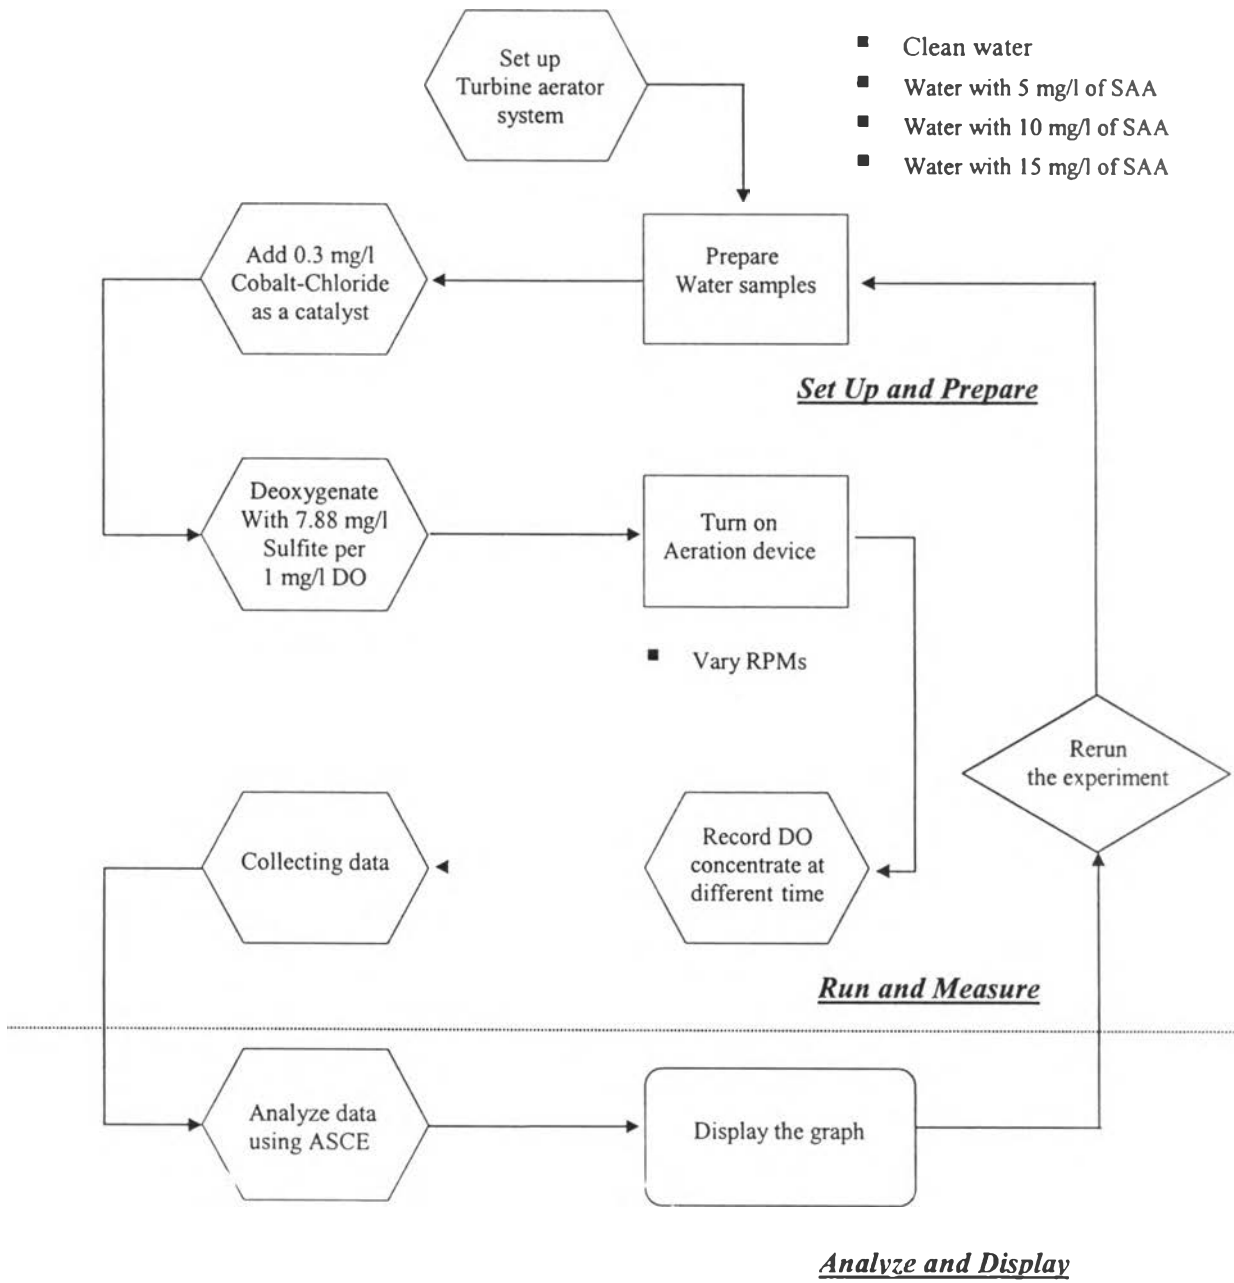 Set up
Turbine aerator
system
■ Clean water
■ Water with 5 mg/l of SAA
■ Water with 10 mg/l of SAA
■ Water with 15 mg/l of SAA
Add 0.3 mg/l
Cobalt-Chloride
as a catalyst
Prepare
Water samples
Set Up and Prepare
Deoxygenate
With 7.88 mg/l
Sulfite per
1 mg/l DO
Turn on
Aeration device
■ Vary RPMs
Rerun
the experiment
Collecting data
Record DO
concentrate at
different time
Run and Measure
Analyze data
using ASCE
Display the graph
Analyze and Display